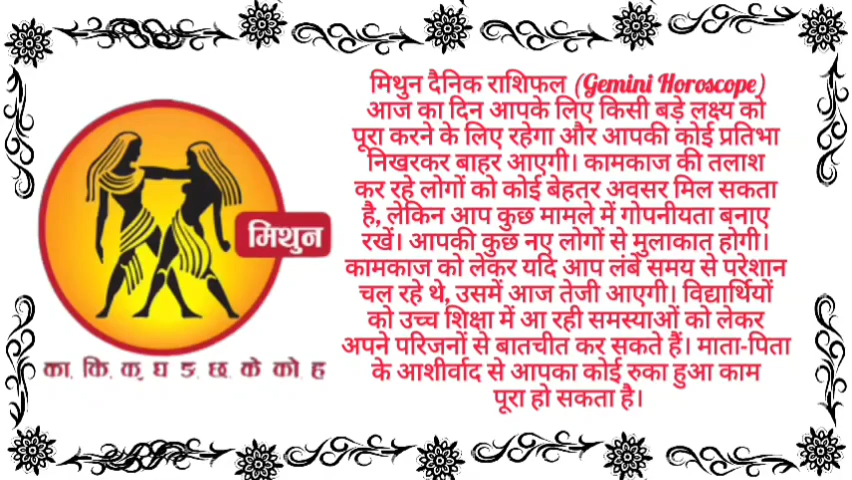 मिथुन दैनिक राशिफल (Gemini Horoscope)
आज का दिन आपके लिए किसी बड़े लक्ष्य को
पूरा करने के लिए रहेगा और आपकी कोई प्रतिभा
निखरकर बाहर आएगी। कामकाज की तलाश
कर रहे लोगों को कोई बेहतर अवसर मिल सकता
है, लेकिन आप कुछ मामले में गोपनीयता बनाए
रखें। आपकी कुछ नए लोगों से मुलाकात होगी।
कामकाज को लेकर यदि आप लंबे समय से परेशान
चल रहे थे, उसमें आज तेजी आएगी। विद्यार्थियों
को उच्च शिक्षा में आ रही समस्याओं को लेकर
अपने परिजनों से बातचीत कर सकते हैं। माता-पिता
के आशीर्वाद से आपका कोई रुका हुआ काम
पूरा हो सकता है।
मिथुन
का, कि, कू, घ, ङ, छ, के, को, ह